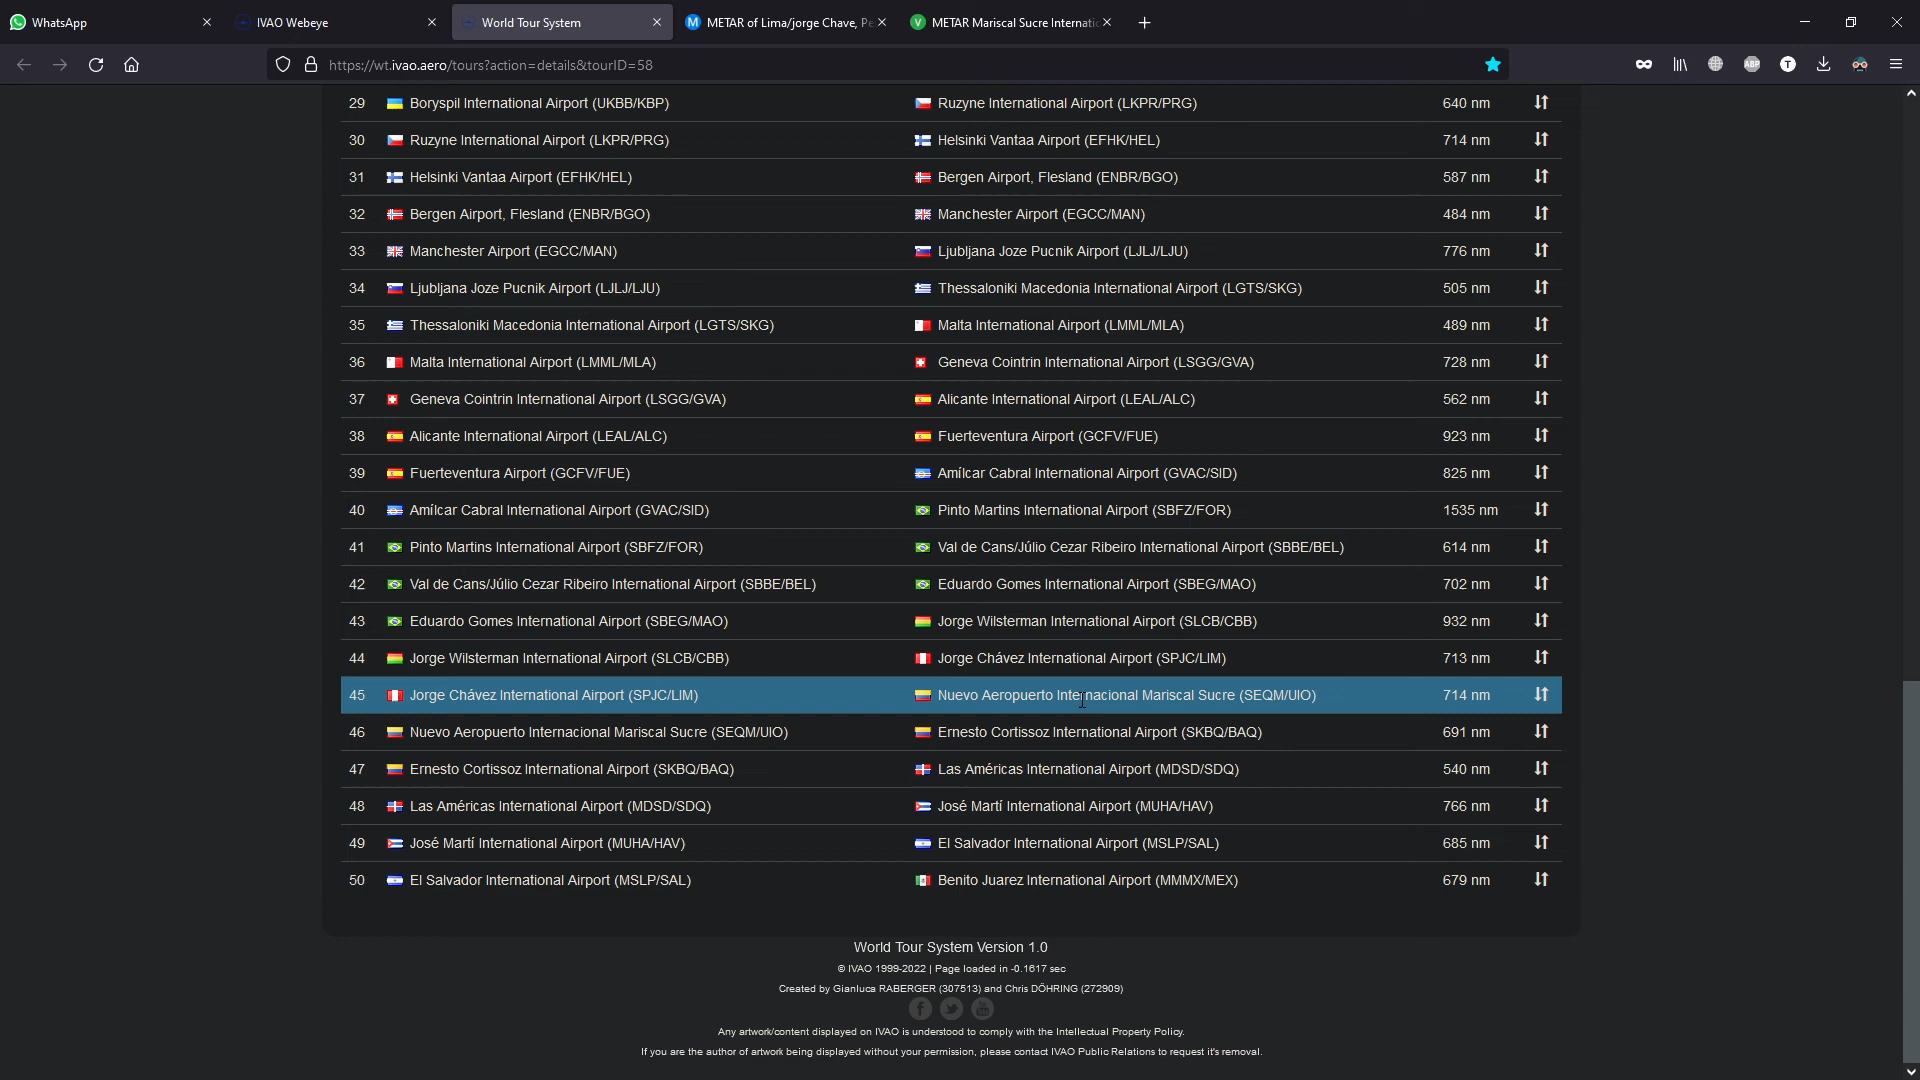 WhatsApp
IVAO Webeye
World Tour System
METAR of Lima/jorge Chave, Pe
METAR Mariscal Sucre Internatio
https://wt.ivao.aero/tours?action=details&tourID=58
ABP
T
29 Boryspil International Airport (UKBB/KBP) Ruzyne International Airport (LKPR/PRG) 640 nm
30 Ruzyne International Airport (LKPR/PRG) Helsinki Vantaa Airport (EFHK/HEL) 714 nm
31 Helsinki Vantaa Airport (EFHK/HEL) Bergen Airport, Flesland (ENBR/BGO) 587 nm
32 Bergen Airport, Flesland (ENBR/BGO) Manchester Airport (EGCC/MAN) 484 nm
33 Manchester Airport (EGCC/MAN) Ljubljana Joze Pucnik Airport (LJLJ/LJU) 776 nm
34 Ljubljana Joze Pucnik Airport (LJLJ/LJU) Thessaloniki Macedonia International Airport (LGTS/SKG) 505 nm
35 Thessaloniki Macedonia International Airport (LGTS/SKG) Malta International Airport (LMML/MLA) 489 nm
36 Malta International Airport (LMML/MLA) Geneva Cointrin International Airport (LSGG/GVA) 728 nm
37 Geneva Cointrin International Airport (LSGG/GVA) Alicante International Airport (LEAL/ALC) 562 nm
38 Alicante International Airport (LEAL/ALC) Fuerteventura Airport (GCFV/FUE) 923 nm
39 Fuerteventura Airport (GCFV/FUE) Amílcar Cabral International Airport (GVAC/SID) 825 nm
40 Amílcar Cabral International Airport (GVAC/SID) Pinto Martins International Airport (SBFZ/FOR) 1535 nm
41 Pinto Martins International Airport (SBFZ/FOR) Val de Cans/Júlio Cezar Ribeiro International Airport (SBBE/BEL) 614 nm
42 Val de Cans/Júlio Cezar Ribeiro International Airport (SBBE/BEL) Eduardo Gomes International Airport (SBEG/MAO) 702 nm
43 Eduardo Gomes International Airport (SBEG/MAO) Jorge Wilsterman International Airport (SLCB/CBB) 932 nm
44 Jorge Wilsterman International Airport (SLCB/CBB) Jorge Chávez International Airport (SPJC/LIM) 713 nm
45 Jorge Chávez International Airport (SPJC/LIM) Nuevo Aeropuerto Internacional Mariscal Sucre (SEQM/UIO) 714 nm
46 Nuevo Aeropuerto Internacional Mariscal Sucre (SEQM/UIO) Ernesto Cortissoz International Airport (SKBQ/BAQ) 691 nm
47 Ernesto Cortissoz International Airport (SKBQ/BAQ) Las Américas International Airport (MDSD/SDQ) 540 nm
48 Las Américas International Airport (MDSD/SDQ) José Martí International Airport (MUHA/HAV) 766 nm
49 José Martí International Airport (MUHA/HAV) El Salvador International Airport (MSLP/SAL) 685 nm
50 El Salvador International Airport (MSLP/SAL) Benito Juarez International Airport (MMMX/MEX) 679 nm
World Tour System Version 1.0
© IVAO 1999-2022 | Page loaded in -0.1617 sec
Created by Gianluca RABERGER (307513) and Chris DÖHRING (272909)
Any artwork/content displayed on IVAO is understood to comply with the Intellectual Property Policy.
If you are the author of artwork being displayed without your permission, please contact IVAO Public Relations to request it's removal.